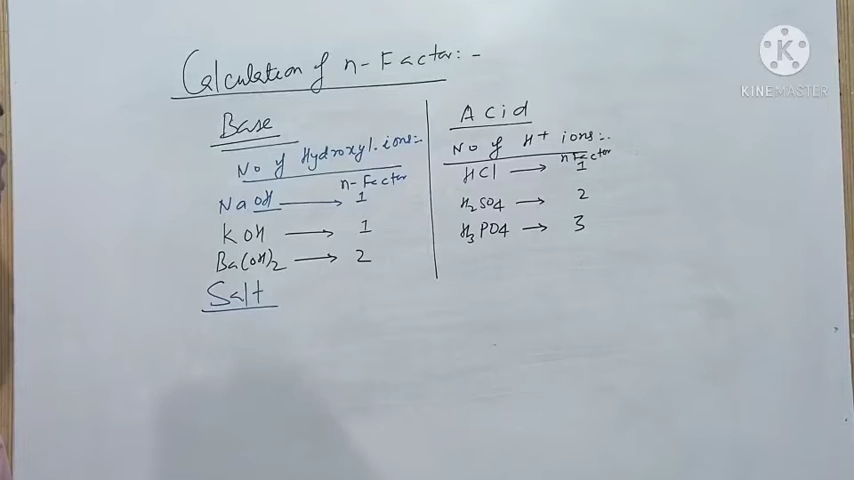 Calculation of n-Factor:-
Base
No of Hydroxyl.ions:-
n-Factor
NaOH → 1
KOH → 1
Ba(OH)2 → 2
Salt
Acid
No of H+ ions:-
n Factor
HCl → 1
H2SO4 → 2
H3PO4 → 3
K
KINEMASTER